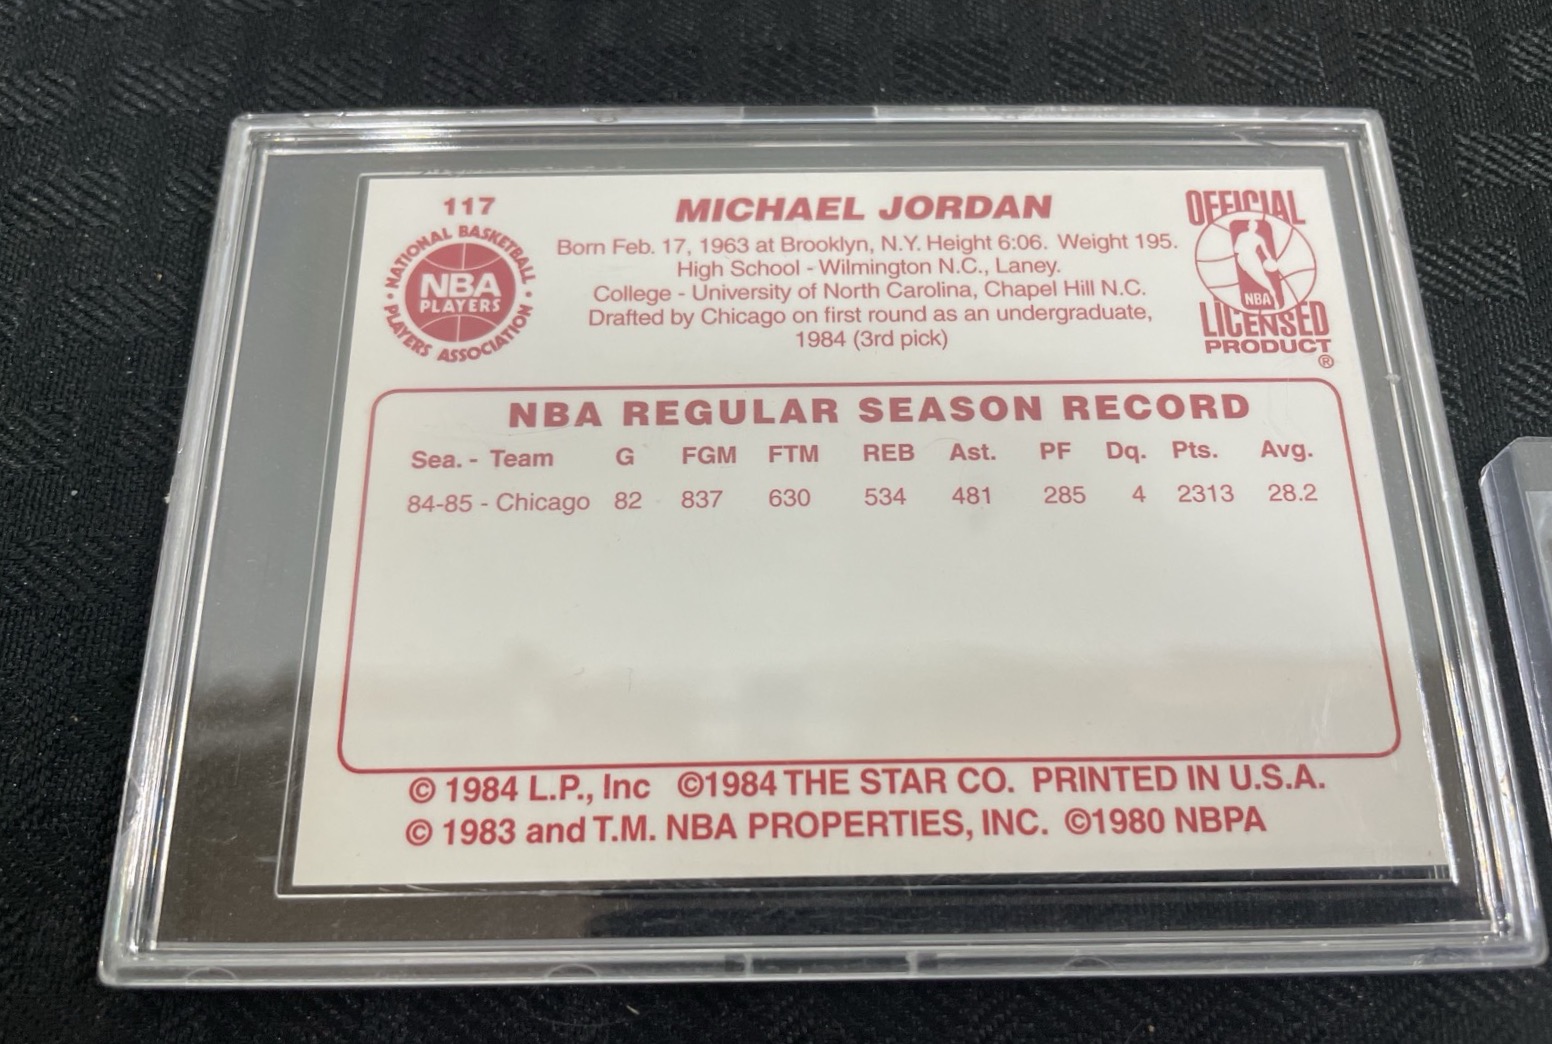 117
NATIONAL BASKETBALL
NBA
PLAYERS
PLAYERS ASSOCIATION
MICHAEL JORDAN
Born Feb. 17, 1963 at Brooklyn, N.Y. Height 6:06. Weight 195.
High School - Wilmington N.C., Laney.
College - University of North Carolina, Chapel Hill N.C.
Drafted by Chicago on first round as an undergraduate,
1984 (3rd pick)
OFFICIAL
NBA
LICENSED
PRODUCT
®
NBA REGULAR SEASON RECORD
Sea. - Team G FGM FTM REB Ast. PF Dq. Pts. Avg.
84-85 - Chicago 82 837 630 534 481 285 4 2313 28.2
© 1984 L.P., Inc ©1984 THE STAR CO. PRINTED IN U.S.A.
© 1983 and T.M. NBA PROPERTIES, INC. ©1980 NBPA